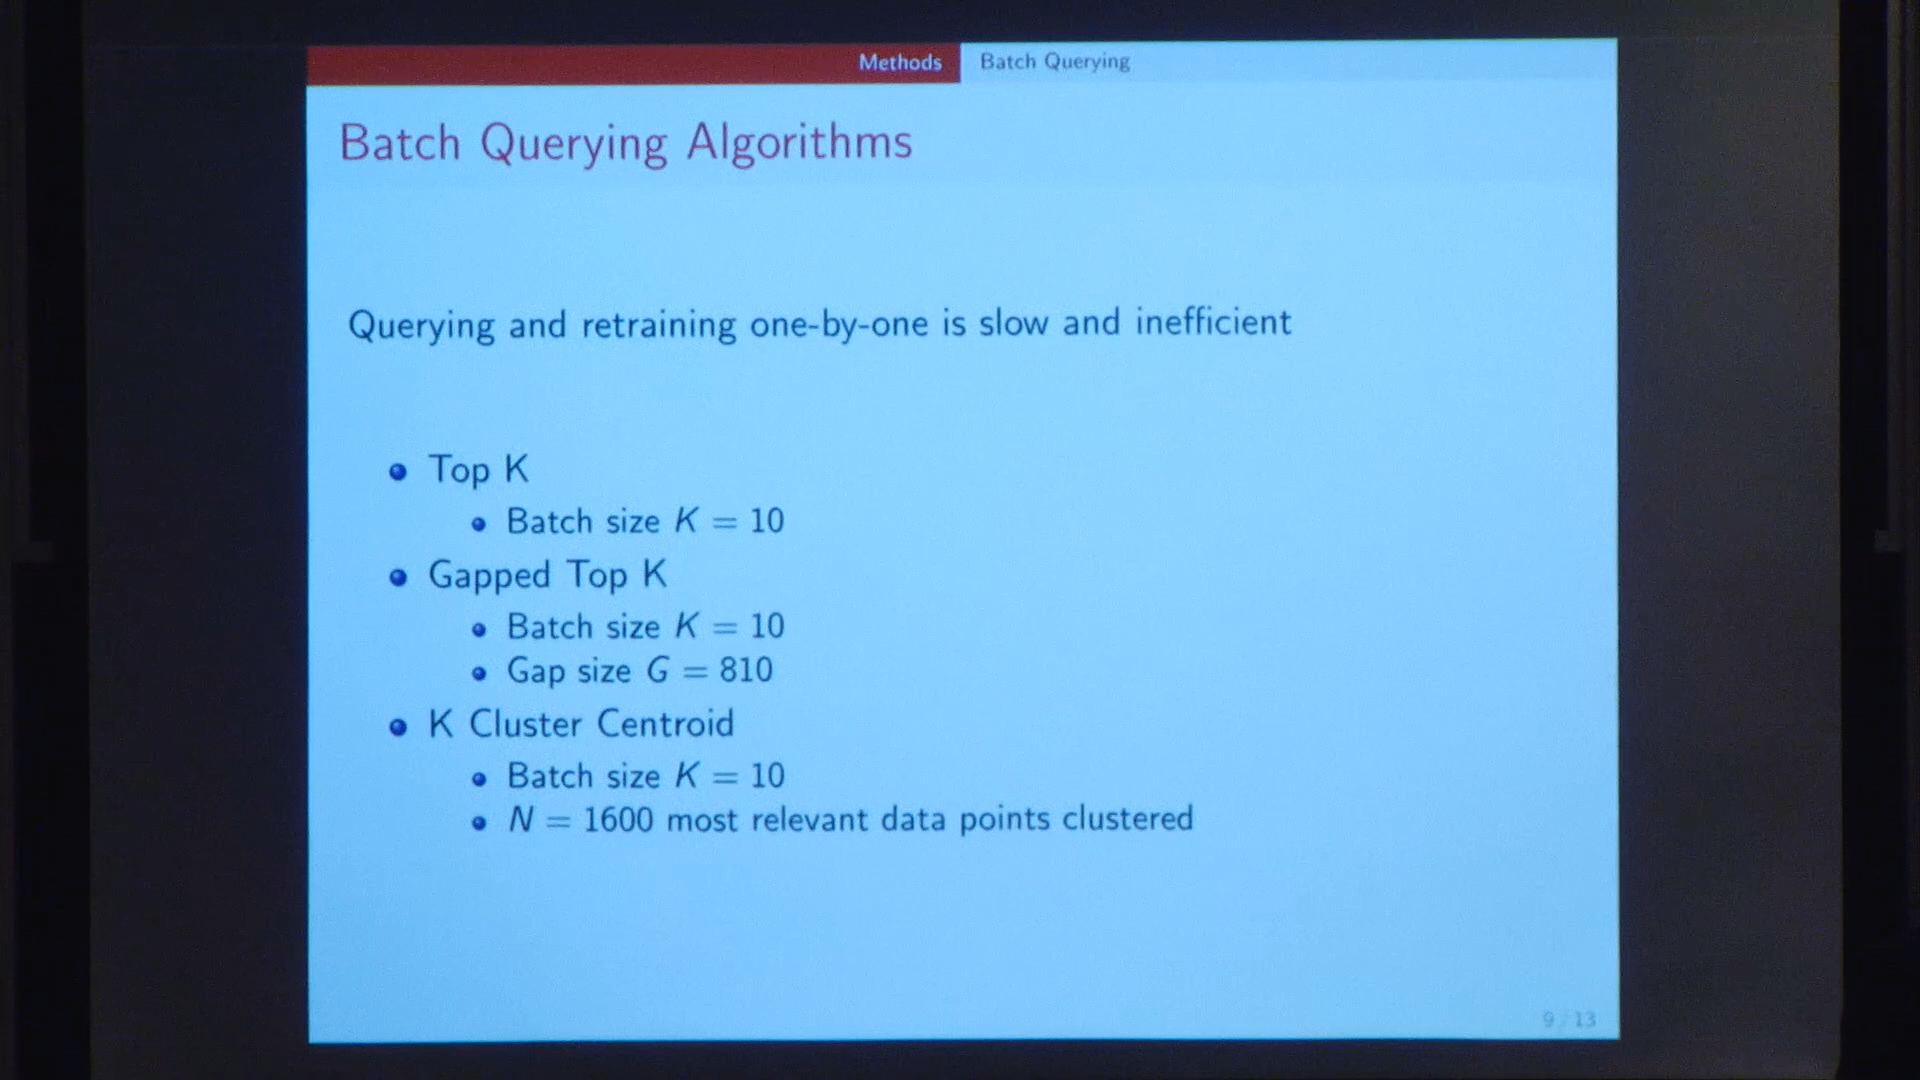 Methods
Batch Querying
Batch Querying Algorithms
Querying and retraining one-by-one is slow and inefficient
Top K
Batch size K = 10
Gapped Top K
Batch size K = 10
Gap size G = 810
K Cluster Centroid
Batch size K = 10
N = 1600 most relevant data points clustered
9 / 13